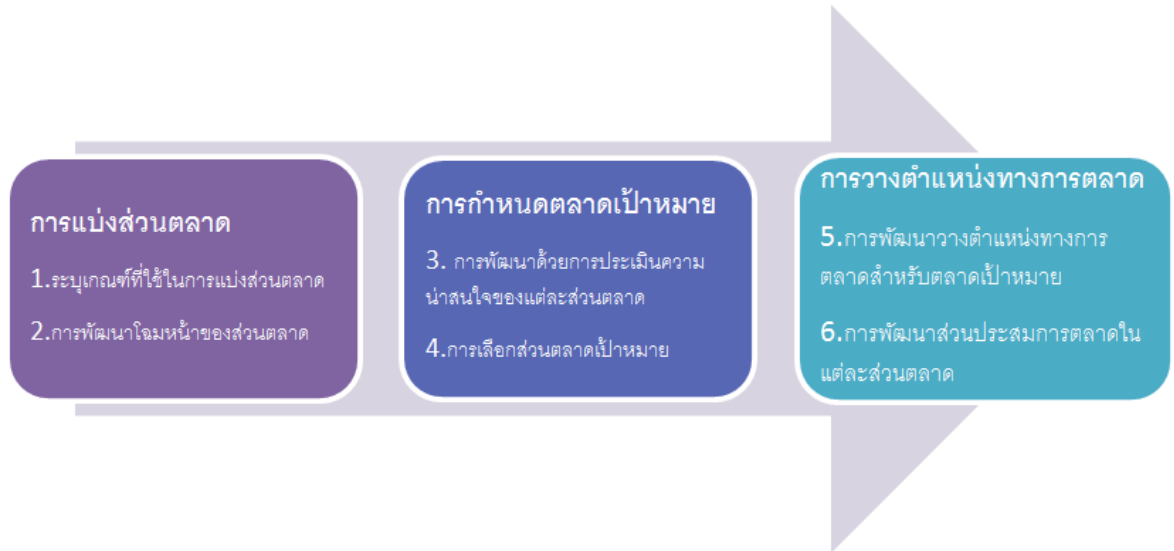 การแบ่งส่วนตลาด
1.ระบุเกณฑ์ที่ใช้ในการแบ่งส่วนตลาด
2.การพัฒนาโฉมหน้าของส่วนตลาด
การกำหนดตลาดเป้าหมาย
3. การพัฒนาด้วยการประเมินความ
น่าสนใจของแต่ละส่วนตลาด
4.การเลือกส่วนตลาดเป้าหมาย
การวางตำแหน่งทางการตลาด
5.การพัฒนาวางตำแหน่งทางการ
ตลาดสำหรับตลาดเป้าหมาย
6.การพัฒนาส่วนประสมการตลาดใน
แต่ละส่วนตลาด